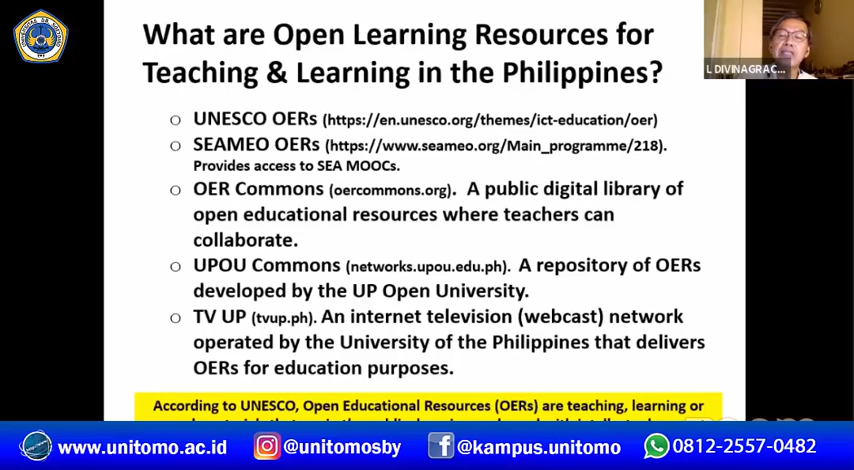 What are Open Learning Resources for
Teaching & Learning in the Philippines?
L DIVINAGRAC...
UNESCO OERs (https://en.unesco.org/themes/ict-education/oer)
SEAMEO OERs (https://www.seameo.org/Main_programme/218).
Provides access to SEA MOOCs.
OER Commons (oercommons.org). A public digital library of
open educational resources where teachers can
collaborate.
UPOU Commons (networks.upou.edu.ph). A repository of OERs
developed by the UP Open University.
TV UP (tvup.ph). An internet television (webcast) network
operated by the University of the Philippines that delivers
OERs for education purposes.
According to UNESCO, Open Educational Resources (OERs) are teaching, learning or
www.unitomo.ac.id @unitomosby @kampus.unitomo 0812-2557-0482